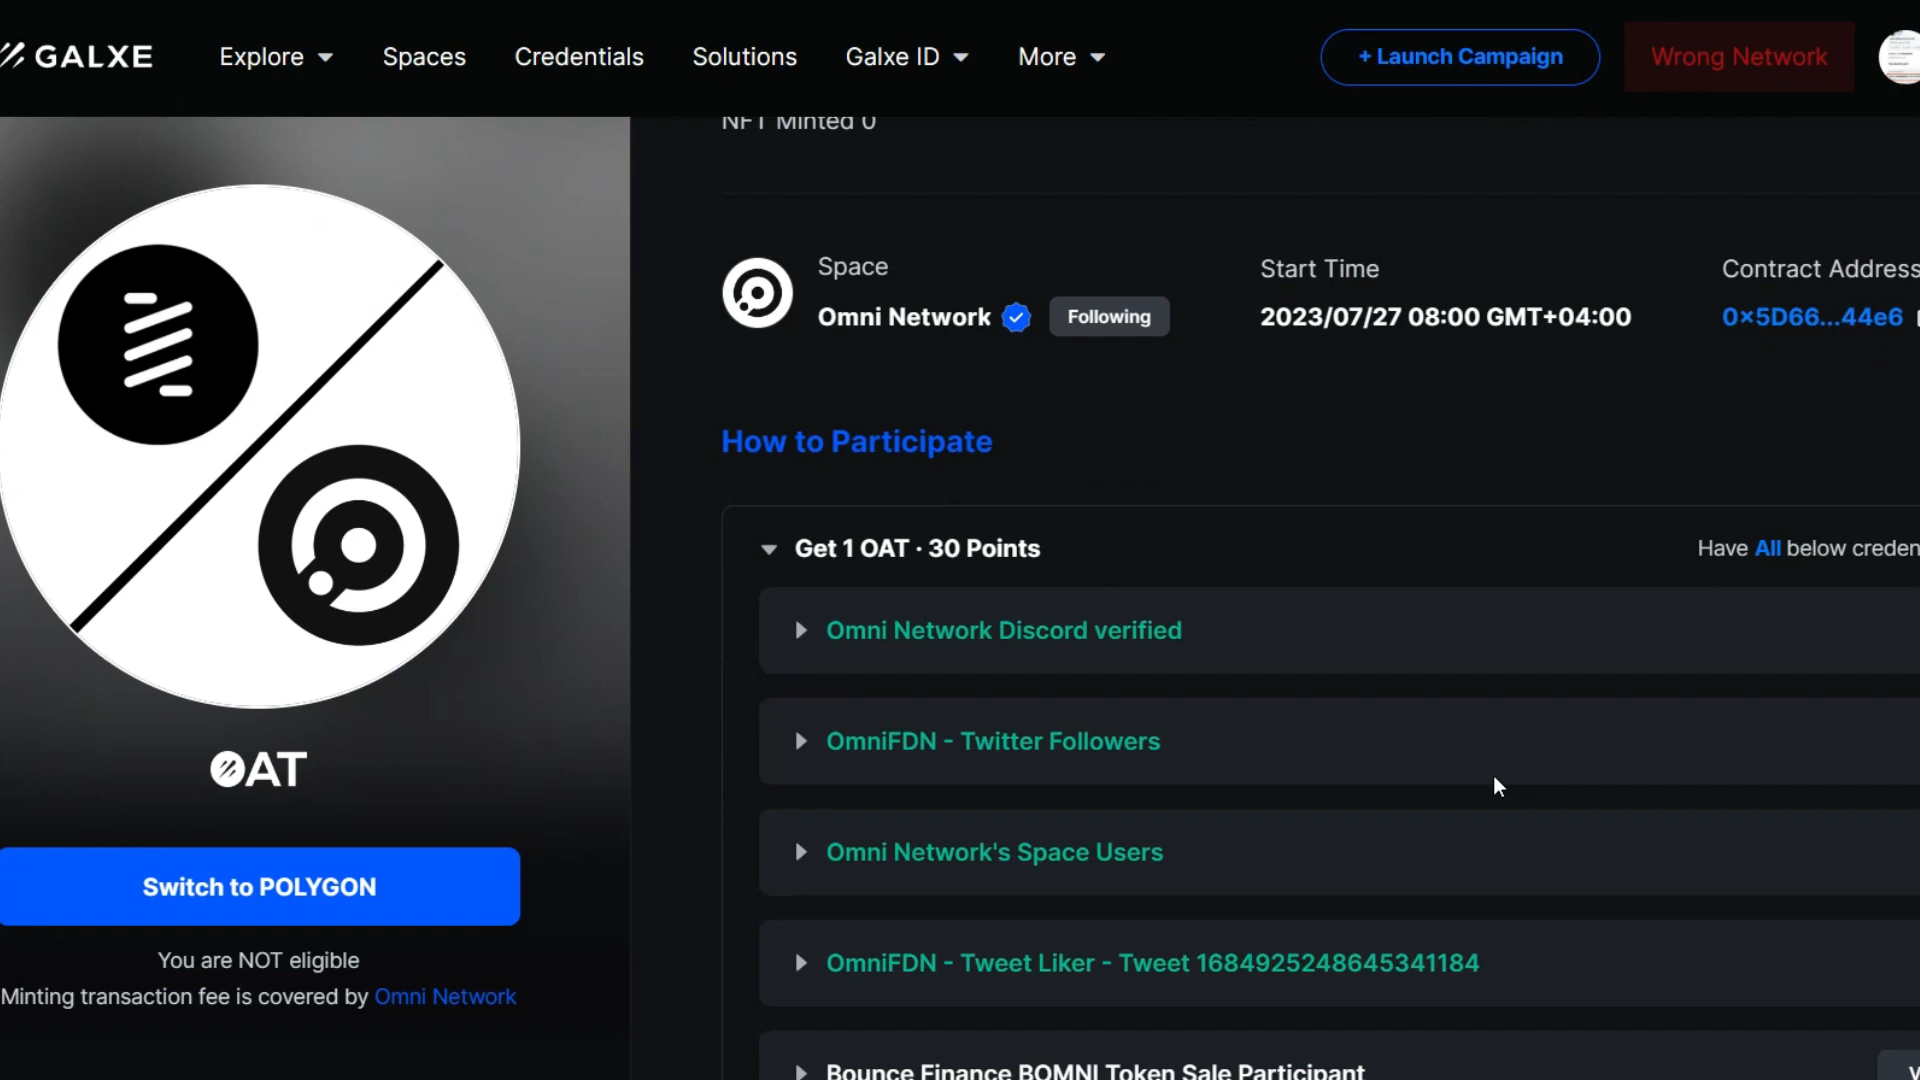 GALXE
Explore
Spaces
Credentials
Solutions
Galxe ID
More
+ Launch Campaign
Wrong Network
NFT Minted 0
Space
Omni Network
Following
Start Time
2023/07/27 08:00 GMT+04:00
Contract Address
0×5D66...44e6
How to Participate
Get 1 OAT · 30 Points
Have All below creden
Omni Network Discord verified
OmniFDN - Twitter Followers
Omni Network's Space Users
OmniFDN - Tweet Liker - Tweet 1684925248645341184
Bounce Finance BOMNI Token Sale Participant
OAT
Switch to POLYGON
You are NOT eligible
Minting transaction fee is covered by Omni Network